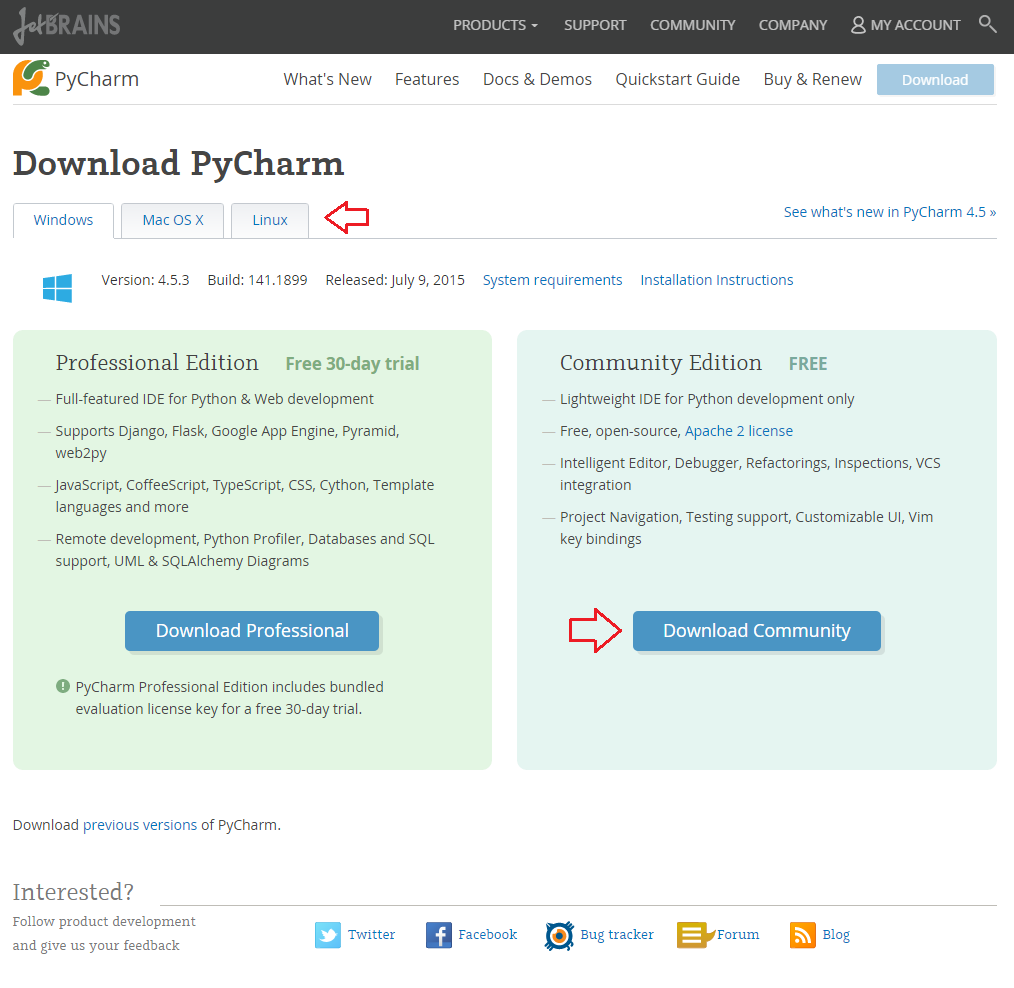 JetBRAINS
PRODUCTS SUPPORT COMMUNITY COMPANY MY ACCOUNT
PyCharm
What's New Features Docs & Demos Quickstart Guide Buy & Renew Download
Download PyCharm
Windows Mac OS X Linux
See what's new in PyCharm 4.5 »
Version: 4.5.3 Build: 141.1899 Released: July 9, 2015 System requirements Installation Instructions
Professional Edition Free 30-day trial
— Full-featured IDE for Python & Web development
— Supports Django, Flask, Google App Engine, Pyramid,
web2py
— JavaScript, CoffeeScript, TypeScript, CSS, Cython, Template
languages and more
— Remote development, Python Profiler, Databases and SQL
support, UML & SQLAlchemy Diagrams
Download Professional
PyCharm Professional Edition includes bundled
evaluation license key for a free 30-day trial.
Community Edition FREE
— Lightweight IDE for Python development only
— Free, open-source, Apache 2 license
— Intelligent Editor, Debugger, Refactorings, Inspections, VCS
integration
— Project Navigation, Testing support, Customizable UI, Vim
key bindings
Download Community
Download previous versions of PyCharm.
Interested?
Follow product development
and give us your feedback
Twitter Facebook Bug tracker Forum Blog